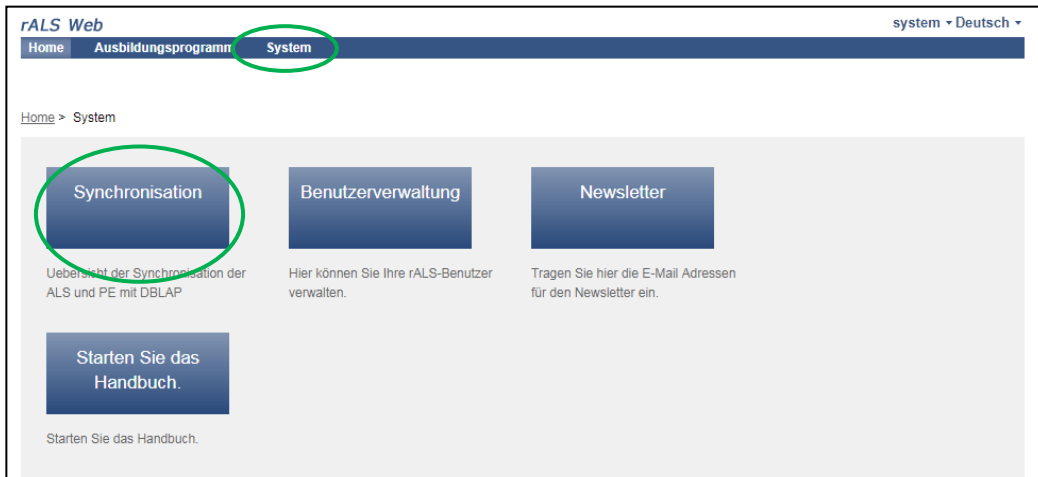 rALS Web
system Deutsch
Home Ausbildungsprogramm System
Home > System
Synchronisation
Uebersicht der Synchronisation der
ALS und PE mit DBLAP
Benutzerverwaltung
Hier können Sie Ihre rALS-Benutzer
verwalten.
Newsletter
Tragen Sie hier die E-Mail Adressen
für den Newsletter ein.
Starten Sie das
Handbuch.
Starten Sie das Handbuch.